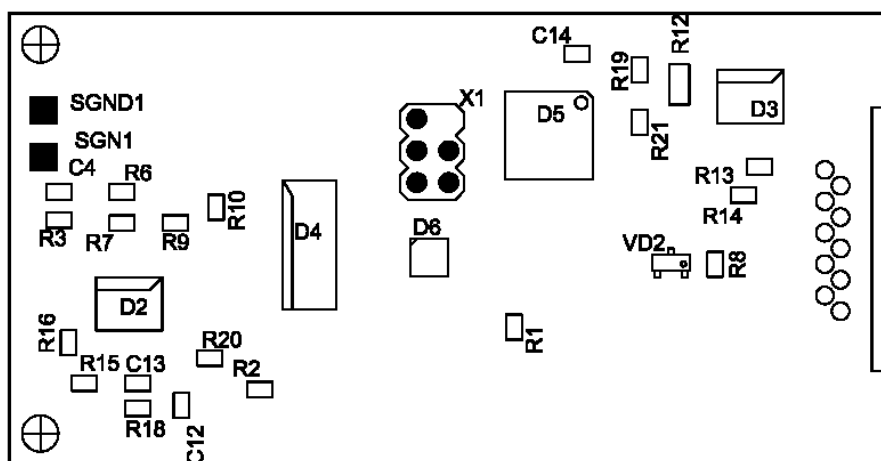 C14
R19
R12
SGND1
X1
D5
D3
SGN1
R21
C4
R6
R13
R10
R14
R3
R7
R9
D4
D6
VD2
R8
D2
R16
R20
R1
R15
C13
R2
R18
C12